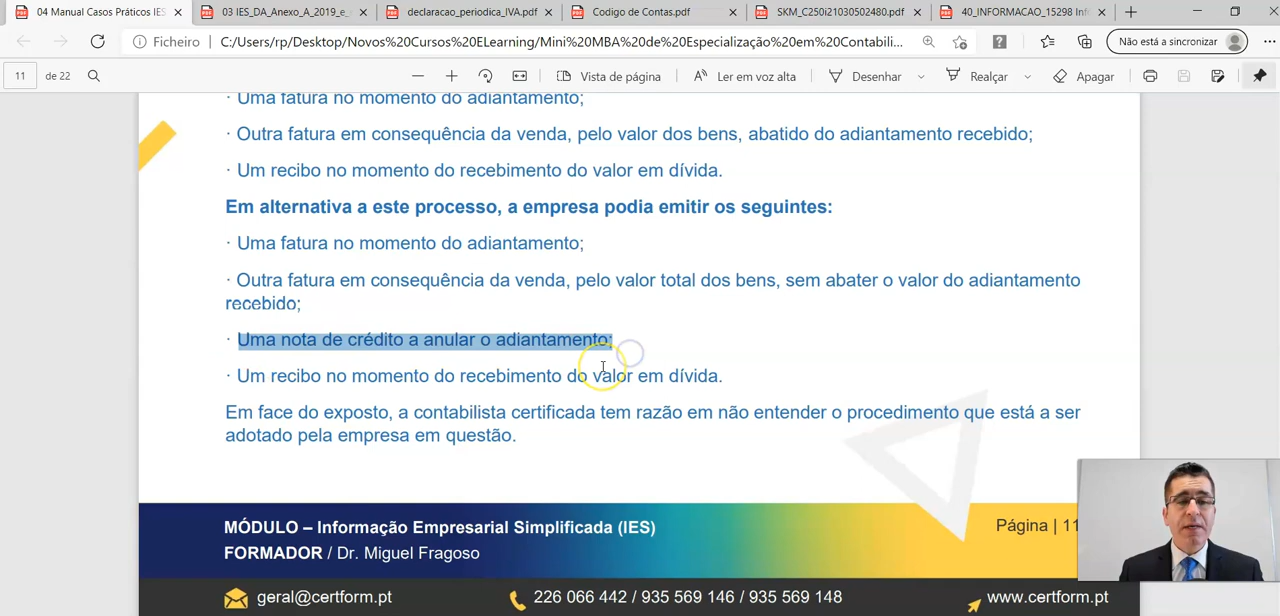 04 Manual Casos Práticos IES
03 IES_DA_Anexo_A_2019_e_
declaracao_periodica_IVA.pdf
Codigo de Contas.pdf
SKM_C250i21030502480.pdf
40_INFORMACAO_15298 Inf
Ficheiro
C:/Users/rp/Desktop/Novos%20Cursos%20ELearning/Mini%20MBA%20de%20Especialização%20em%20Contabili...
Não está a sincronizar
11 de 22
Vista de página
Ler em voz alta
Desenhar
Realçar
Apagar
· Uma fatura no momento do adiantamento;
· Outra fatura em consequência da venda, pelo valor dos bens, abatido do adiantamento recebido;
· Um recibo no momento do recebimento do valor em dívida.
Em alternativa a este processo, a empresa podia emitir os seguintes:
· Uma fatura no momento do adiantamento;
· Outra fatura em consequência da venda, pelo valor total dos bens, sem abater o valor do adiantamento
recebido;
· Uma nota de crédito a anular o adiantamento;
· Um recibo no momento do recebimento do valor em dívida.
Em face do exposto, a contabilista certificada tem razão em não entender o procedimento que está a ser
adotado pela empresa em questão.
MÓDULO – Informação Empresarial Simplificada (IES)
Página | 11
FORMADOR / Dr. Miguel Fragoso
geral@certform.pt
226 066 442 / 935 569 146 / 935 569 148
www.certform.pt